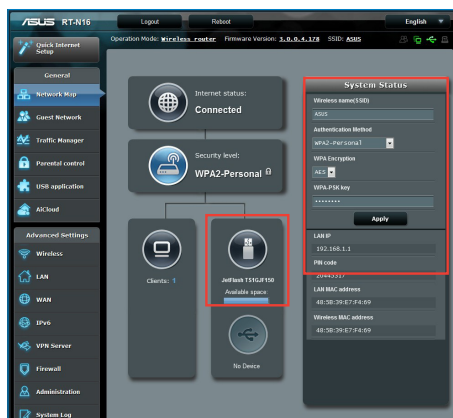 ASUS RT-N16
Logout
Reboot
English
Operation Mode: Wireless router Firmware Version: 3.0.0.4.178 SSID: ASUS
Quick Internet
Setup
General
Network Map
Guest Network
Traffic Manager
Parental control
USB application
AiCloud
Advanced Settings
Wireless
LAN
WAN
IPv6
VPN Server
Firewall
Administration
System Log
Internet status:
Connected
Security level:
WPA2-Personal
Clients: 1
JetFlash TS1GJF150
Available space:
No Device
System Status
Wireless name(SSID)
ASUS
Authentication Method
WPA2-Personal
WPA Encryption
AES
WPA-PSK key
********
Apply
LAN IP
192.168.1.1
PIN code
20445317
LAN MAC address
48:5B:39:E7:F4:69
Wireless MAC address
48:5B:39:E7:F4:69